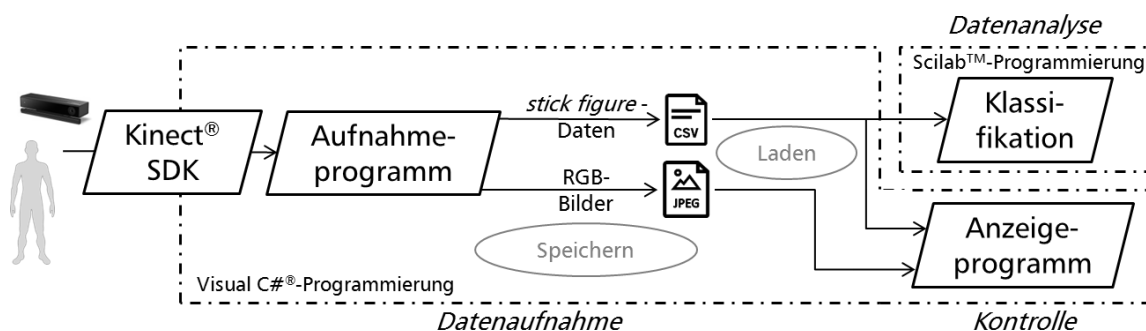 Datenanalyse
Scilab™-Programmierung
Kinect®
SDK
Aufnahme-
programm
stick figure -
Daten
CSV
Laden
Klassi-
fikation
RGB-
Bilder
JPEG
Speichern
Anzeige-
programm
Visual C#®-Programmierung
Datenaufnahme
Kontrolle